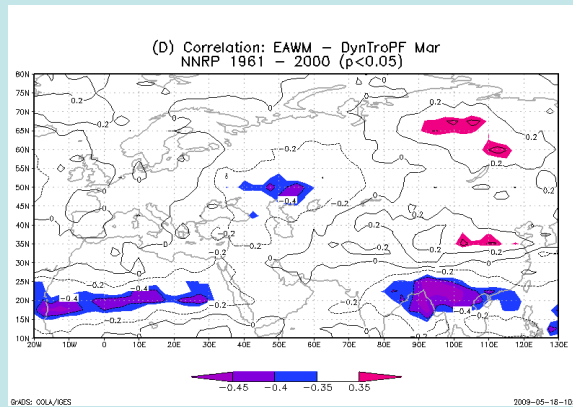 (D) Correlation: EAWM – DynTroPF Mar
NNRP 1961 – 2000 (p<0.05)
80N
75N
70N
65N
60N
55N
50N
45N
40N
35N
30N
25N
20N
15N
10N
20W 10W 0 10E 20E 30E 40E 50E 60E 70E 80E 90E 100E 110E 120E 130E
−0.45 −0.4 −0.35 0.35
GrADS: COLA/IGES
2009-05-18-10